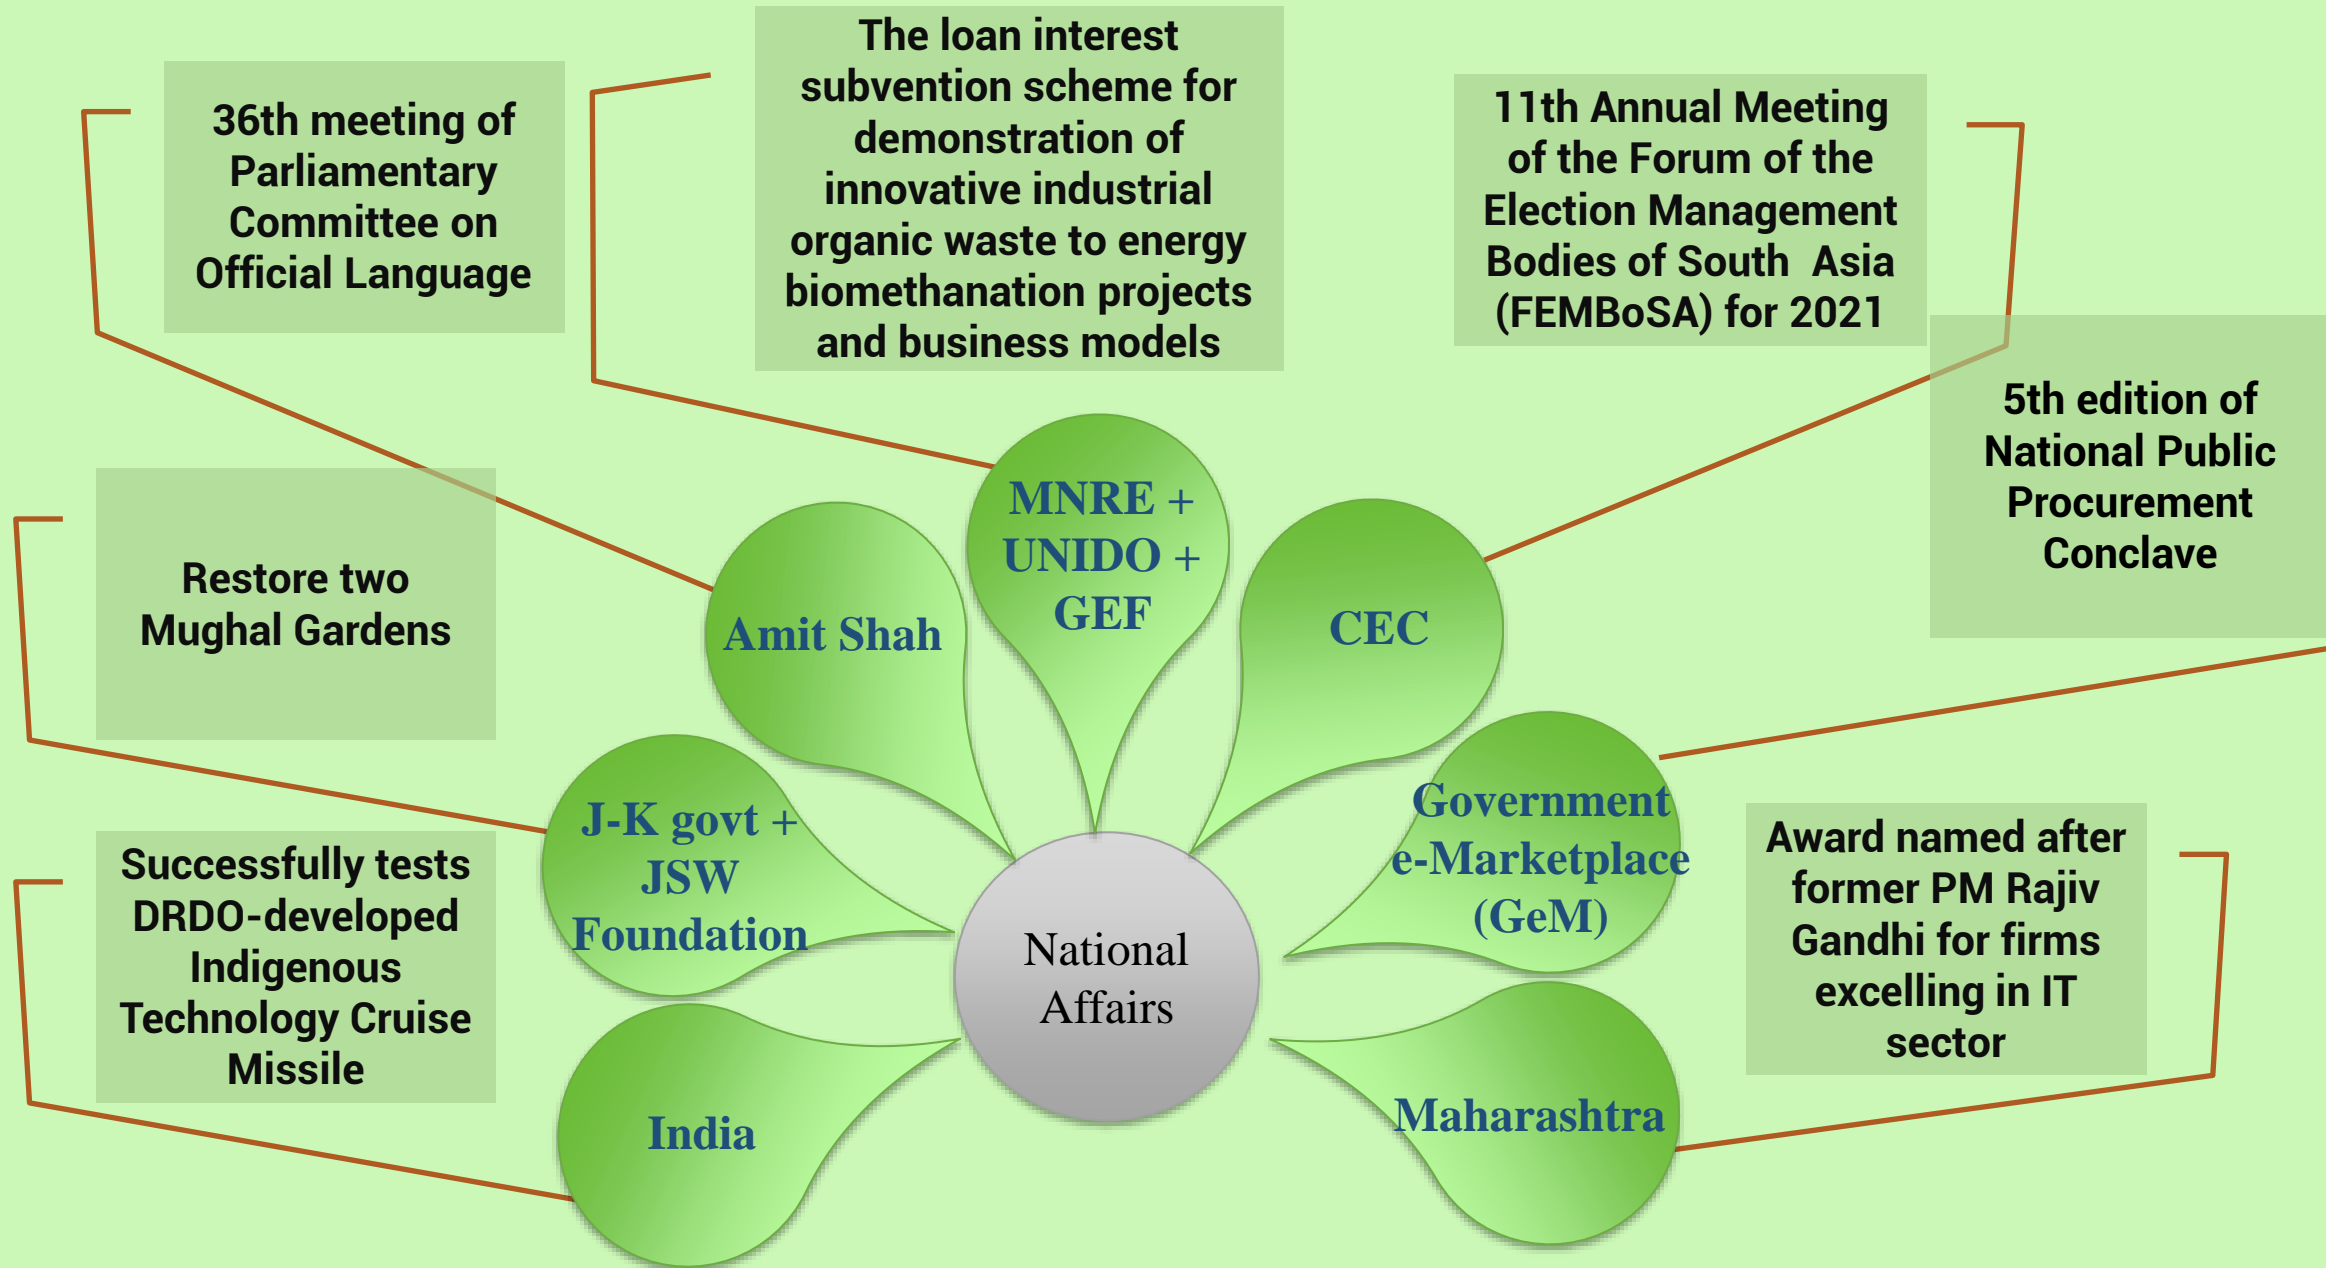 The loan interest
subvention scheme for
demonstration of
innovative industrial
organic waste to energy
biomethanation projects
and business models
36th meeting of
Parliamentary
Committee on
Official Language
11th Annual Meeting
of the Forum of the
Election Management
Bodies of South  Asia
(FEMBoSA) for 2021
5th edition of
National Public
Procurement
Conclave
Restore two
Mughal Gardens
MNRE +
UNIDO +
GEF
Amit Shah
CEC
J-K govt +
JSW
Foundation
Government
e-Marketplace
(GeM)
Successfully tests
DRDO-developed
Indigenous
Technology Cruise
Missile
Award named after
former PM Rajiv
Gandhi for firms
excelling in IT
sector
National
Affairs
India
Maharashtra